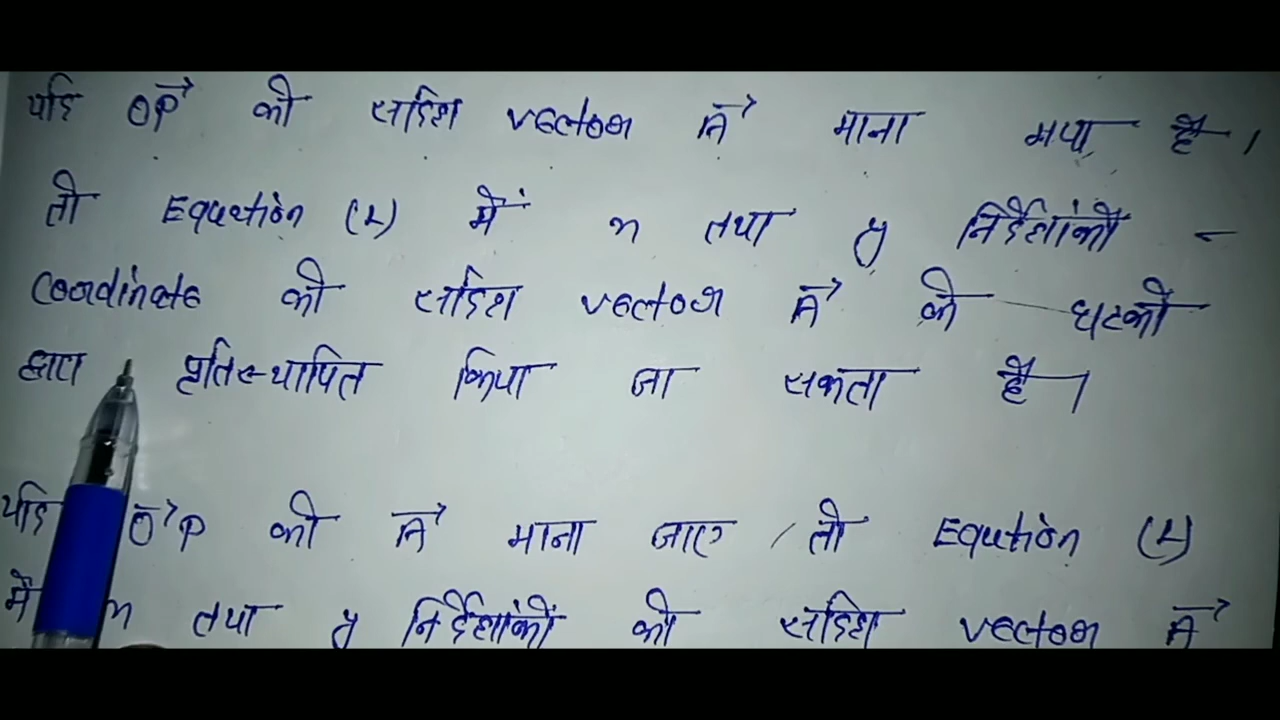 यदि OP⃗ को सदिश vector A⃗ माना गया है।
तो Equation (1) में x तथा y निर्देशांकों -
Coordinate को सदिश vector A⃗ के घटकों
द्वारा प्रतिस्थापित किया जा सकता है।
यदि O⃗P को A⃗ माना जाए, तो Equation (1)
में x तथा y निर्देशांकों को सदिश vector A⃗